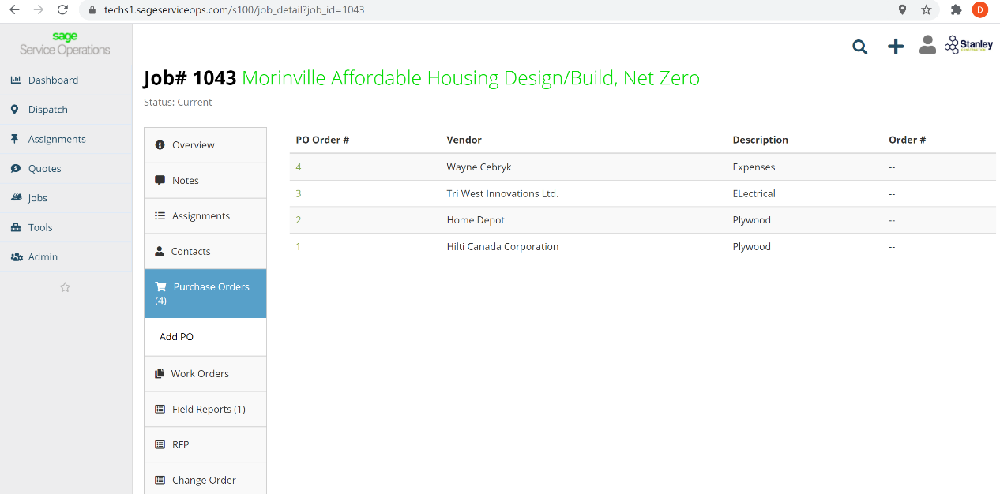 techs1.sageserviceops.com/s100/job_detail?job_id=1043
D
sage
Service Operations
Stanley
Dashboard
Dispatch
Assignments
Quotes
Jobs
Tools
Admin
Job# 1043 Morinville Affordable Housing Design/Build, Net Zero
Status: Current
Overview
Notes
Assignments
Contacts
Purchase Orders
(4)
Add PO
Work Orders
Field Reports (1)
RFP
Change Order
PO Order # Vendor Description Order #
4 Wayne Cebryk Expenses --
3 Tri West Innovations Ltd. ELectrical --
2 Home Depot Plywood --
1 Hilti Canada Corporation Plywood --